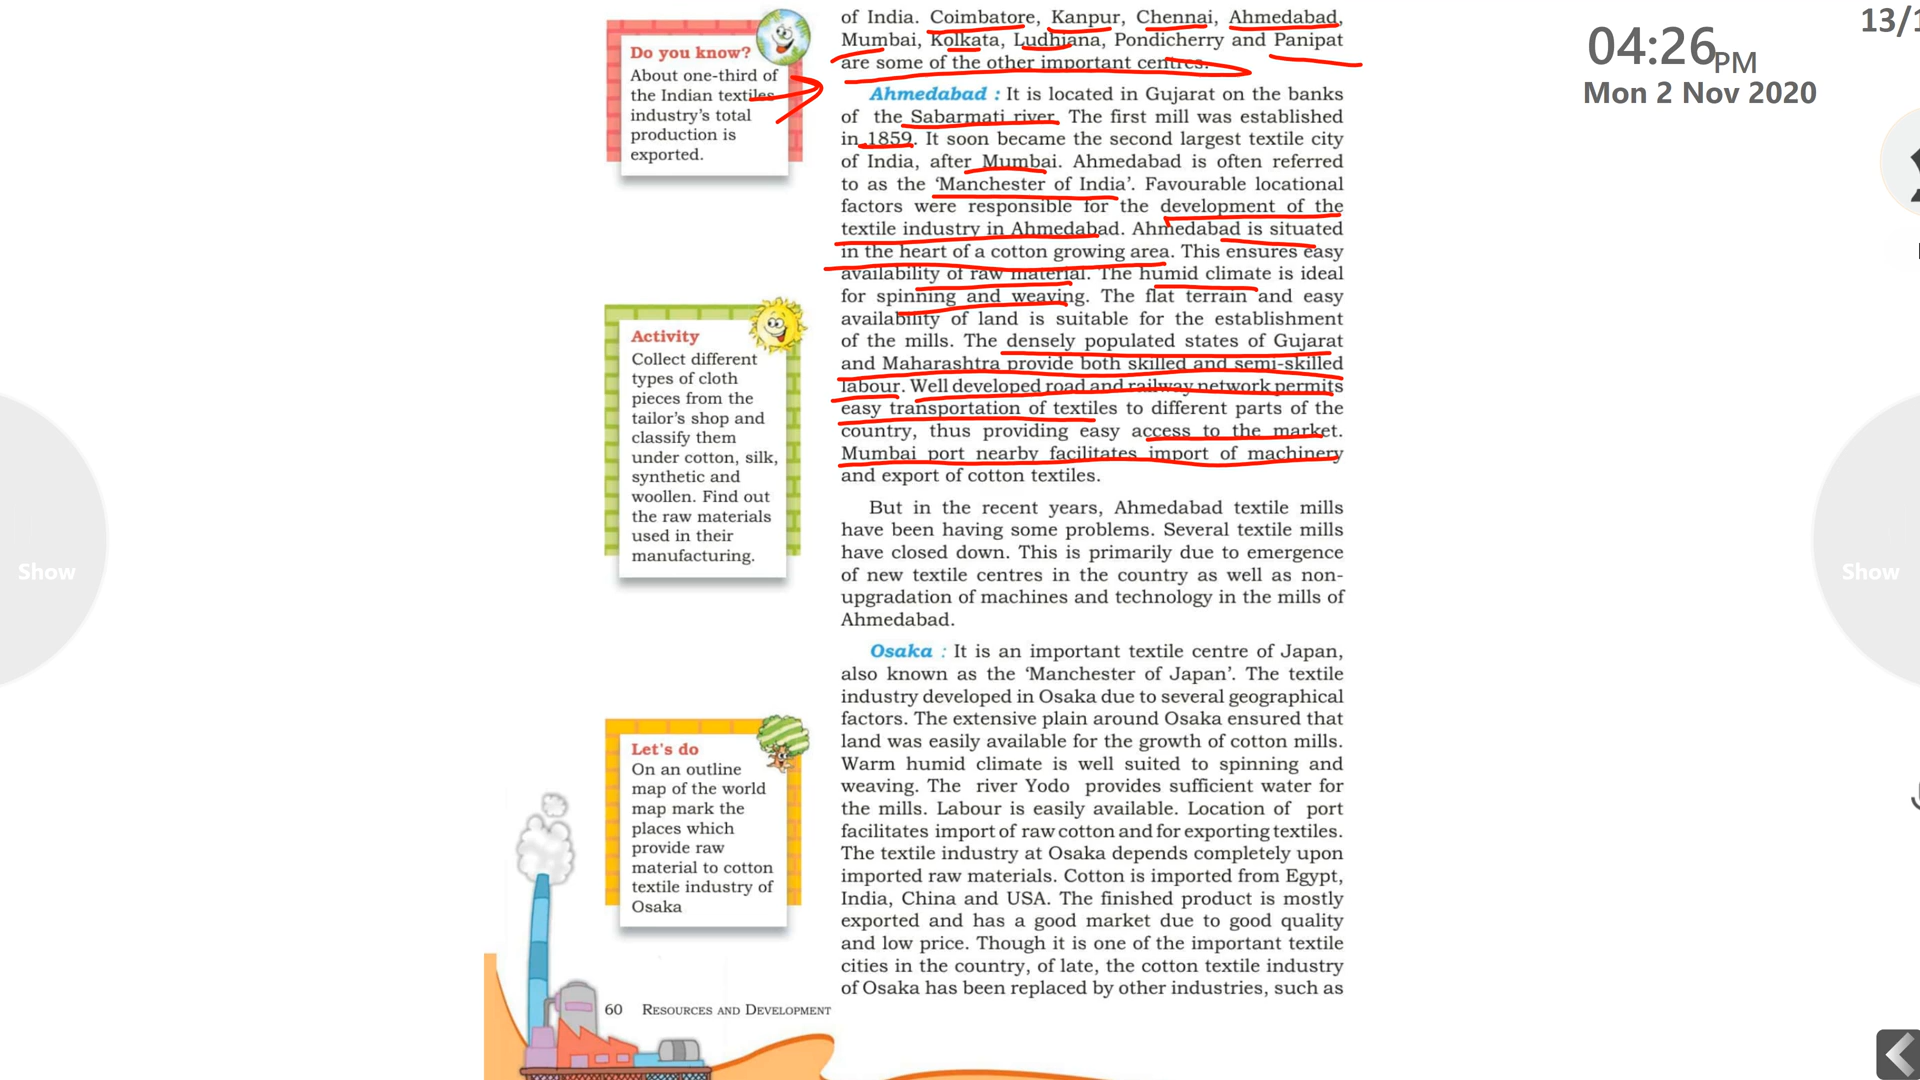 Do you know?
About one-third of
the Indian textiles
industry's total
production is
exported.
Activity
Collect different
types of cloth
pieces from the
tailor's shop and
classify them
under cotton, silk,
synthetic and
woollen. Find out
the raw materials
used in their
manufacturing.
Let's do
On an outline
map of the world
map mark the
places which
provide raw
material to cotton
textile industry of
Osaka
of India. Coimbatore, Kanpur, Chennai, Ahmedabad,
Mumbai, Kolkata, Ludhiana, Pondicherry and Panipat
are some of the other important centres.
Ahmedabad : It is located in Gujarat on the banks
of the Sabarmati river. The first mill was established
in 1859. It soon became the second largest textile city
of India, after Mumbai. Ahmedabad is often referred
to as the ‘Manchester of India’. Favourable locational
factors were responsible for the development of the
textile industry in Ahmedabad. Ahmedabad is situated
in the heart of a cotton growing area. This ensures easy
availability of raw material. The humid climate is ideal
for spinning and weaving. The flat terrain and easy
availability of land is suitable for the establishment
of the mills. The densely populated states of Gujarat
and Maharashtra provide both skilled and semi-skilled
labour. Well developed road and railway network permits
easy transportation of textiles to different parts of the
country, thus providing easy access to the market.
Mumbai port nearby facilitates import of machinery
and export of cotton textiles.
But in the recent years, Ahmedabad textile mills
have been having some problems. Several textile mills
have closed down. This is primarily due to emergence
of new textile centres in the country as well as non-
upgradation of machines and technology in the mills of
Ahmedabad.
Osaka : It is an important textile centre of Japan,
also known as the ‘Manchester of Japan’. The textile
industry developed in Osaka due to several geographical
factors. The extensive plain around Osaka ensured that
land was easily available for the growth of cotton mills.
Warm humid climate is well suited to spinning and
weaving. The river Yodo provides sufficient water for
the mills. Labour is easily available. Location of port
facilitates import of raw cotton and for exporting textiles.
The textile industry at Osaka depends completely upon
imported raw materials. Cotton is imported from Egypt,
India, China and USA. The finished product is mostly
exported and has a good market due to good quality
and low price. Though it is one of the important textile
cities in the country, of late, the cotton textile industry
of Osaka has been replaced by other industries, such as
60 Resources and Development
04:26 PM
Mon 2 Nov 2020
13/
Show
Show